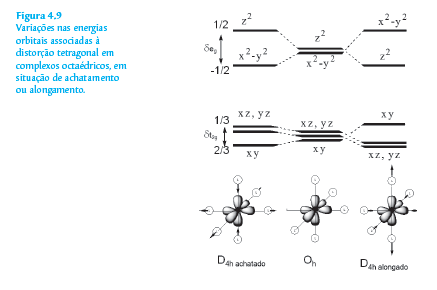 Figura 4.9
Variações nas energias
orbitais associadas à
distorção tetragonal em
complexos octaédricos, em
situação de achatamento
ou alongamento.
1/2 z² x²-y²
z²
δeg
x²-y² x²-y² z²
-1/2
xz, yz xy
1/3 xz, yz
δt2g
2/3 xy xy xz, yz
D4h achatado Oh D4h alongado